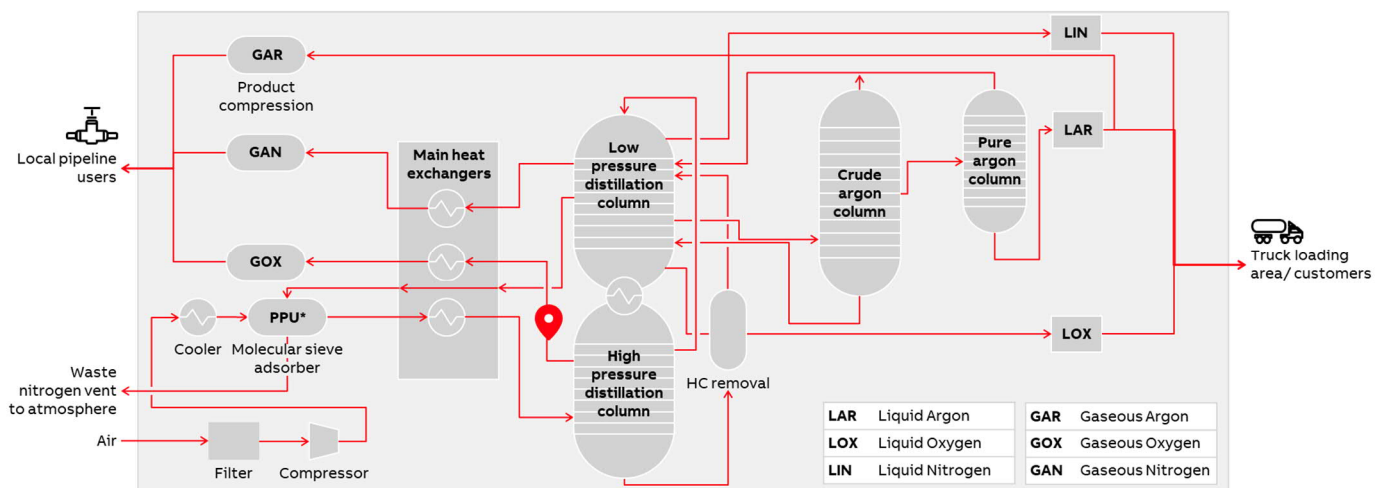 GAR
Product
compression
Local pipeline
users
GAN
GOX
Main heat
exchangers
Low
pressure
distillation
column
High
pressure
distillation
column
Crude
argon
column
Pure
argon
column
LIN
LAR
LOX
Truck loading
area/ customers
HC removal
Cooler
PPU*
Molecular sieve
adsorber
Waste
nitrogen vent
to atmosphere
Air
Filter
Compressor
LAR Liquid Argon
LOX Liquid Oxygen
LIN Liquid Nitrogen
GAR Gaseous Argon
GOX Gaseous Oxygen
GAN Gaseous Nitrogen